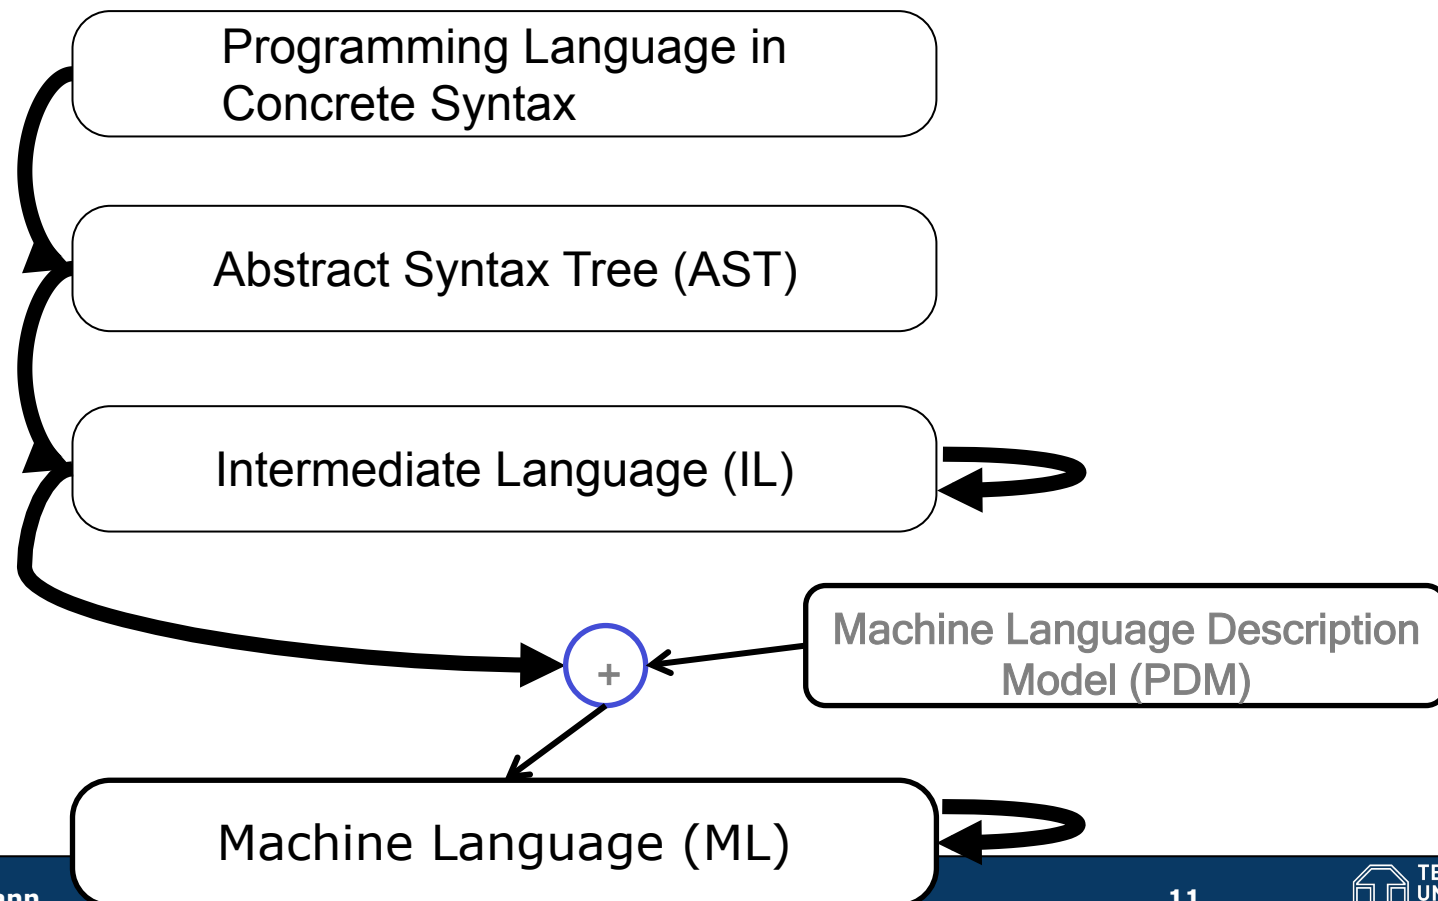 Programming Language in
Concrete Syntax
Abstract Syntax Tree (AST)
Intermediate Language (IL)
Machine Language Description
Model (PDM)
+
Machine Language (ML)
11